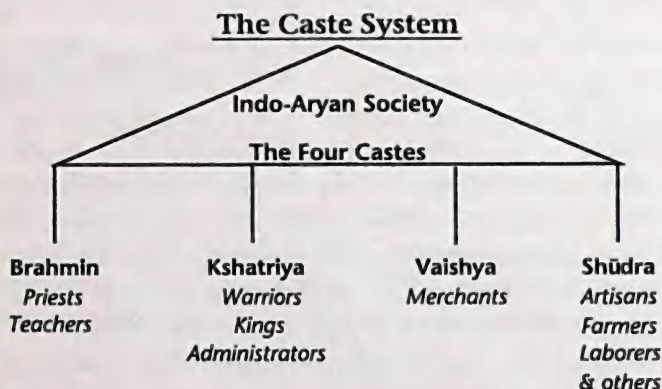 The Caste System
Indo-Aryan Society
The Four Castes
Brahmin
Priests
Teachers
Kshatriya
Warriors
Kings
Administrators
Vaishya
Merchants
Shūdra
Artisans
Farmers
Laborers
& others